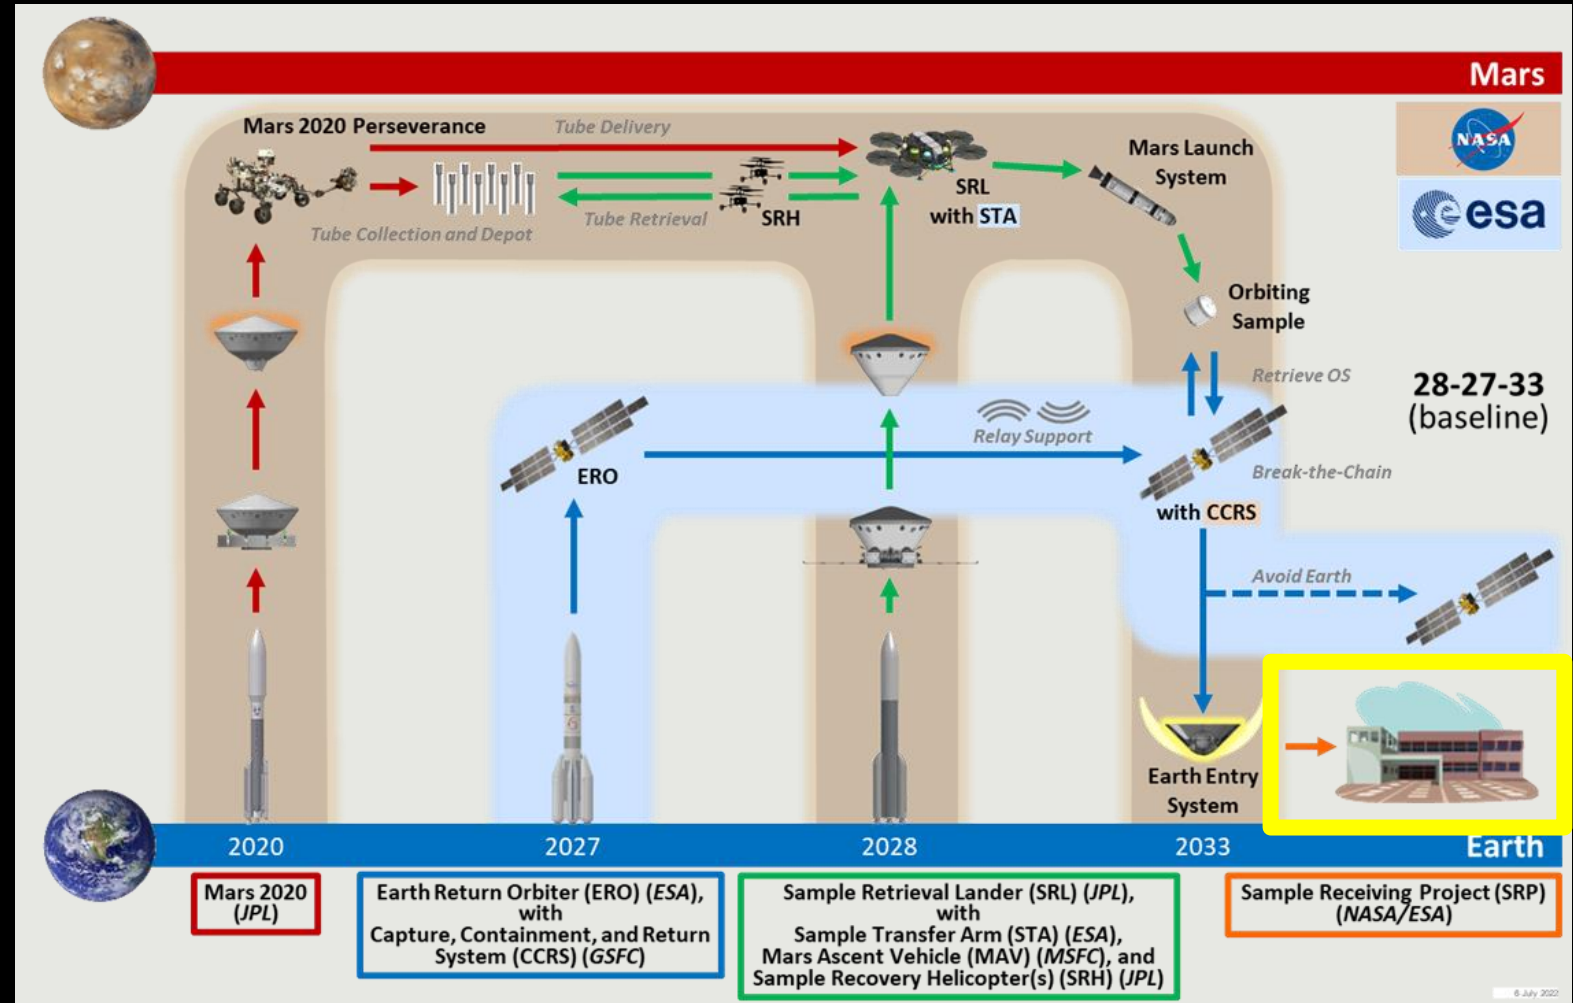 Mars
NASA
esa
Mars 2020 Perseverance
Tube Delivery
Tube Collection and Depot
Tube Retrieval
SRH
SRL
with STA
Mars Launch
System
Orbiting
Sample
Retrieve OS
28-27-33
(baseline)
Relay Support
ERO
Break-the-Chain
with CCRS
Avoid Earth
Earth Entry
System
2020
2027
2028
2033
Earth
Mars 2020
(JPL)
Earth Return Orbiter (ERO) (ESA),
with
Capture, Containment, and Return
System (CCRS) (GSFC)
Sample Retrieval Lander (SRL) (JPL),
with
Sample Transfer Arm (STA) (ESA),
Mars Ascent Vehicle (MAV) (MSFC), and
Sample Recovery Helicopter(s) (SRH) (JPL)
Sample Receiving Project (SRP)
(NASA/ESA)
6 July 2022